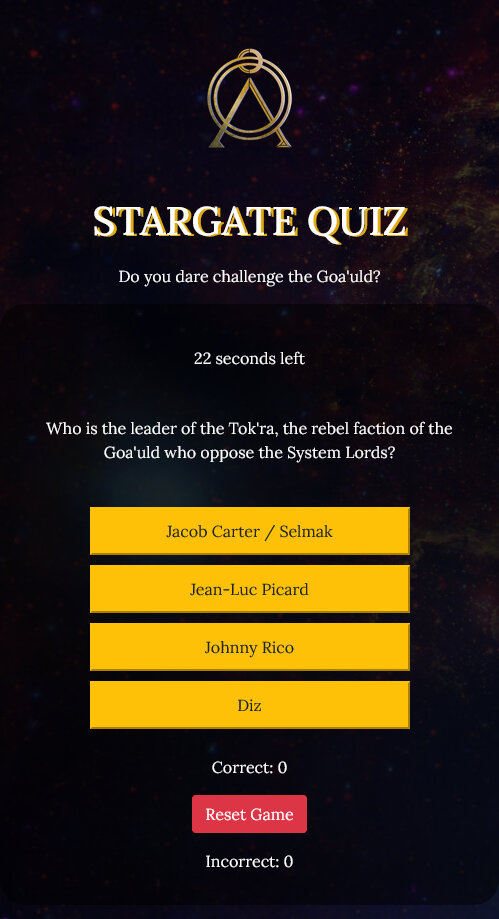 STARGATE QUIZ
Do you dare challenge the Goa'uld?
22 seconds left
Who is the leader of the Tok'ra, the rebel faction of the
Goa'uld who oppose the System Lords?
Jacob Carter / Selmak
Jean-Luc Picard
Johnny Rico
Diz
Correct: 0
Reset Game
Incorrect: 0